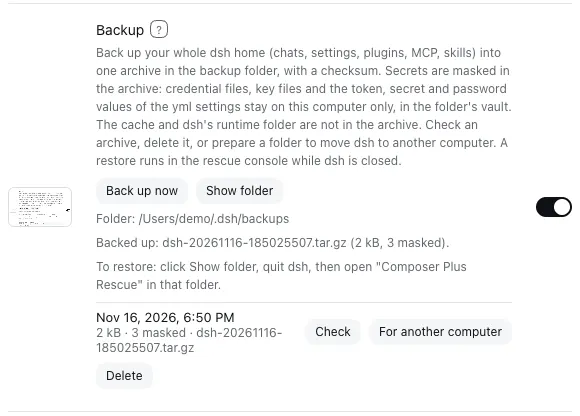 Backup ?
Back up your whole dsh home (chats, settings, plugins, MCP, skills) into
one archive in the backup folder, with a checksum. Secrets are masked in
the archive: credential files, key files and the token, secret and password
values of the yml settings stay on this computer only, in the folder's vault.
The cache and dsh's runtime folder are not in the archive. Check an
archive, delete it, or prepare a folder to move dsh to another computer. A
restore runs in the rescue console while dsh is closed.
Back up now Show folder
Folder: /Users/demo/.dsh/backups
Backed up: dsh-20261116-185025507.tar.gz (2 kB, 3 masked).
To restore: click Show folder, quit dsh, then open "Composer Plus
Rescue" in that folder.
Nov 16, 2026, 6:50 PM
2 kB · 3 masked · dsh-20261116-
185025507.tar.gz
Check For another computer
Delete